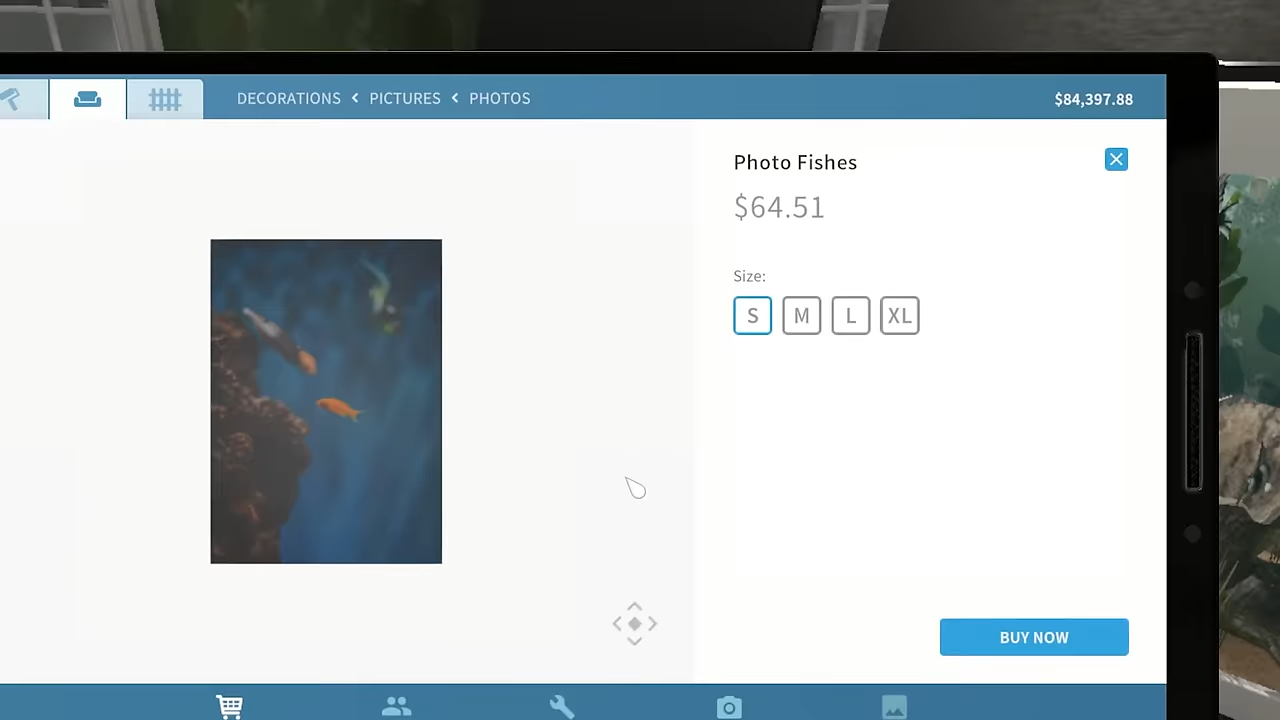 DECORATIONS < PICTURES < PHOTOS
$84,397.88
Photo Fishes
$64.51
Size:
S M L XL
BUY NOW